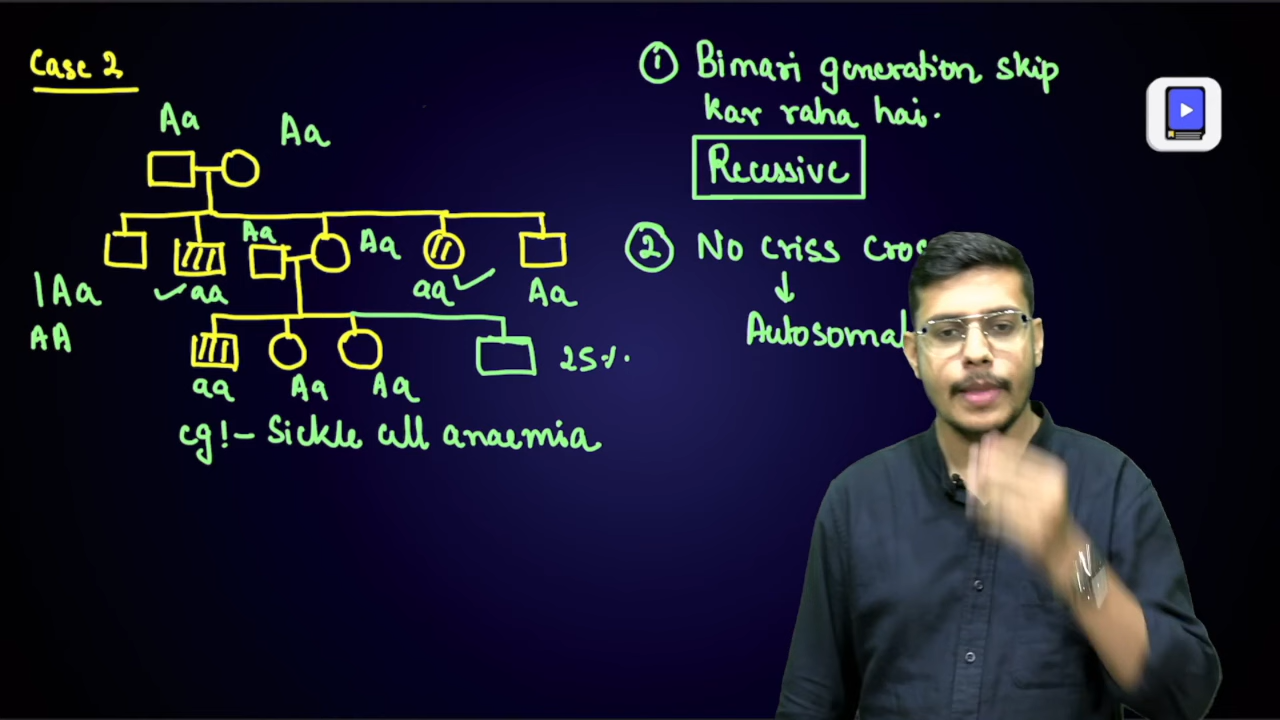 Case 2
Aa Aa
Aa Aa
1Aa aa aa Aa
AA
25%
aa Aa Aa
eg:- Sickle cell anaemia
① Bimari generation skip
kar raha hai.
Recessive
② No criss
Autosomal